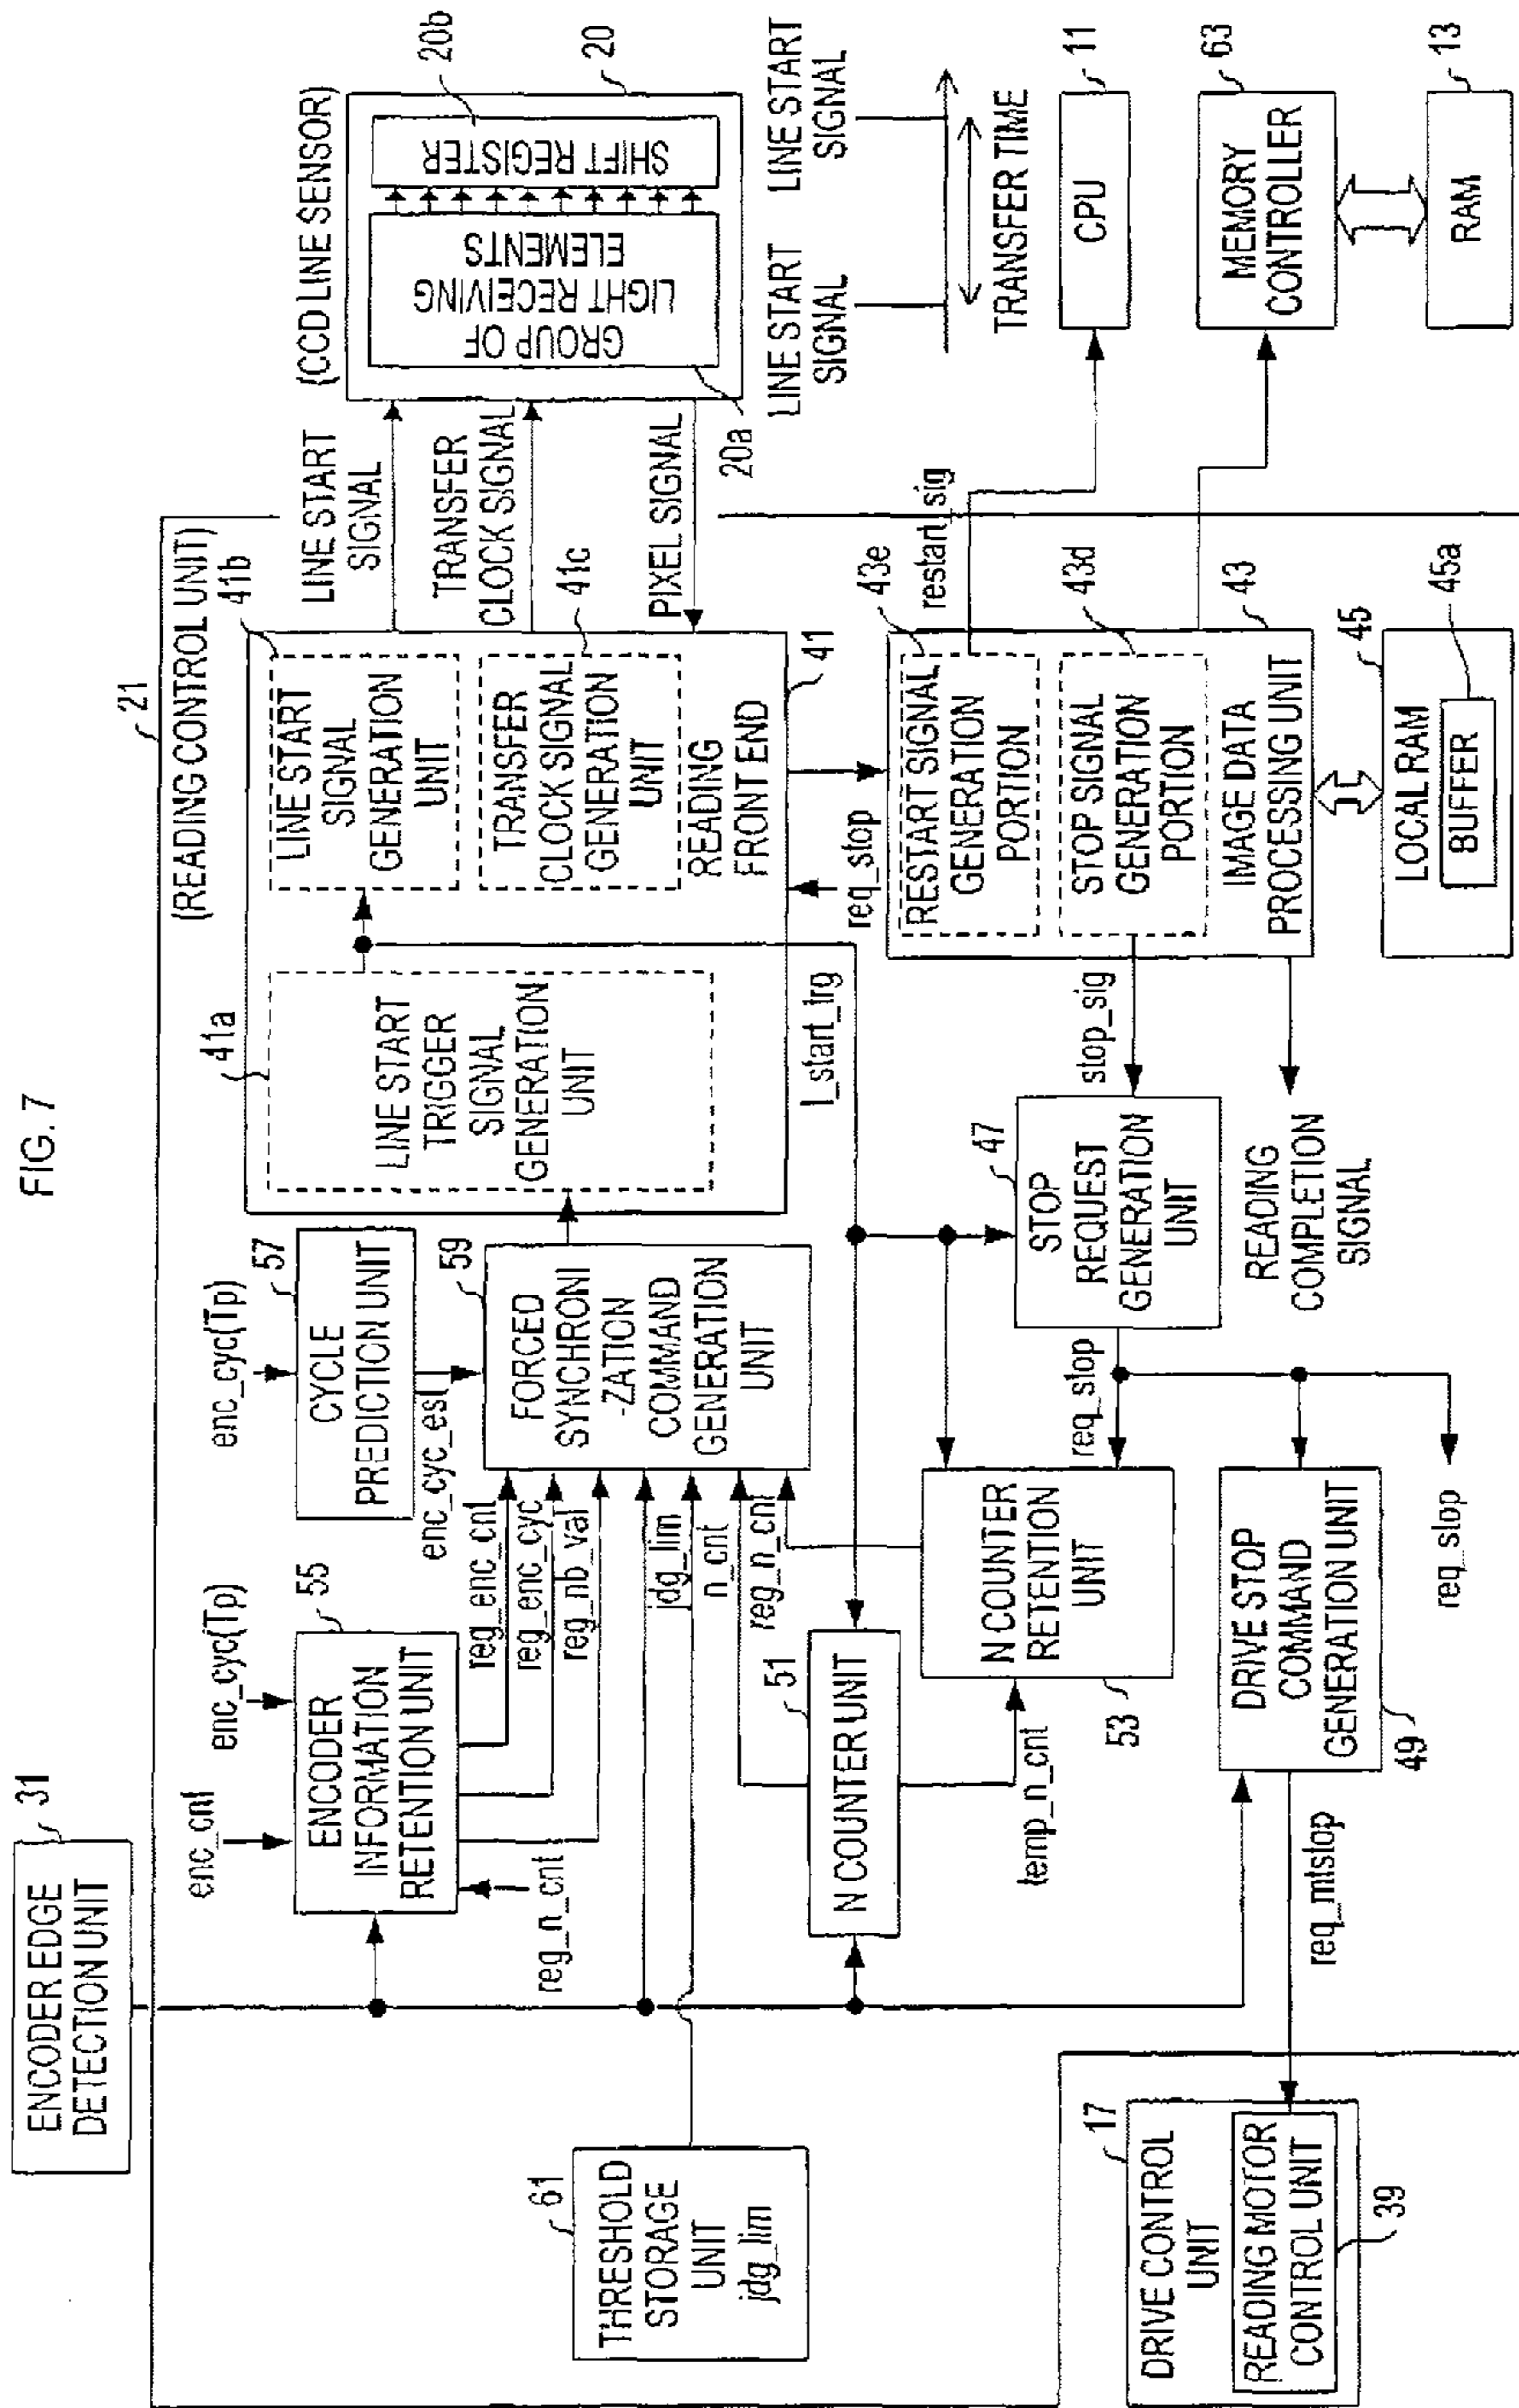 FIG. 7
ENCODER EDGE
DETECTION UNIT
31
21
(READING CONTROL UNIT)
enc_cnt
enc_cyc(Tp)
55
ENCODER
INFORMATION
RETENTION UNIT
reg_n_cnt
enc_cyc(Tp)
57
CYCLE
PREDICTION UNIT
enc_cyc_est
reg_enc_cnt
reg_enc_cyc
reg_nb_val
jdg_lim
n_cnt
reg_n_cnt
59
FORCED
SYNCHRONI
-ZATION
COMMAND
GENERATION
UNIT
61
THRESHOLD
STORAGE
UNIT
jdg_lim
41a
LINE START
TRIGGER
SIGNAL
GENERATION
UNIT
41b
LINE START
SIGNAL
GENERATION
UNIT
41c
TRANSFER
CLOCK SIGNAL
GENERATION
UNIT
READING
FRONT END
41
LINE START
SIGNAL
TRANSFER
CLOCK SIGNAL
PIXEL SIGNAL
(CCD LINE SENSOR)
GROUP OF
LIGHT RECEIVING
ELEMENTS
SHIFT REGISTER
20b
20
20a
LINE START
SIGNAL
LINE START
SIGNAL
TRANSFER TIME
l_start_trg
req_stop
51
N COUNTER UNIT
temp_n_cnt
N COUNTER
RETENTION
UNIT
53
req_stop
47
STOP
REQUEST
GENERATION
UNIT
stop_sig
43e
RESTART SIGNAL
GENERATION
PORTION
43d
STOP SIGNAL
GENERATION
PORTION
43
IMAGE DATA
PROCESSING UNIT
restart_sig
CPU
11
MEMORY
CONTROLLER
63
RAM
13
45
LOCAL RAM
BUFFER
45a
READING
COMPLETION
SIGNAL
DRIVE STOP
COMMAND
GENERATION UNIT
49
req_stop
req_mtstop
17
DRIVE CONTROL
UNIT
READING MOTOR
CONTROL UNIT
39